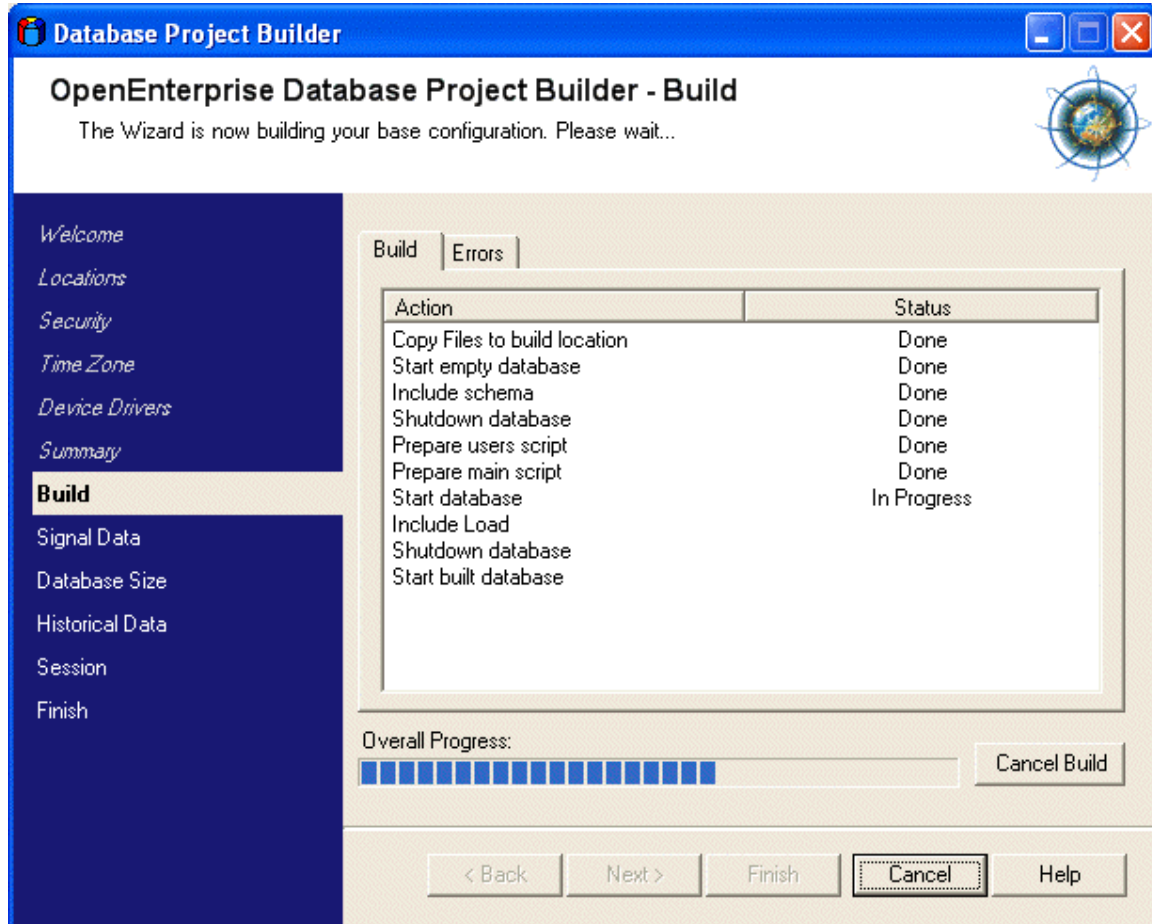 Database Project Builder
OpenEnterprise Database Project Builder - Build
The Wizard is now building your base configuration. Please wait...
Welcome
Locations
Security
Time Zone
Device Drivers
Summary
Build
Signal Data
Database Size
Historical Data
Session
Finish
Build Errors
Action Status
Copy Files to build location Done
Start empty database Done
Include schema Done
Shutdown database Done
Prepare users script Done
Prepare main script Done
Start database In Progress
Include Load
Shutdown database
Start built database
Overall Progress:
Cancel Build
< Back Next > Finish Cancel Help